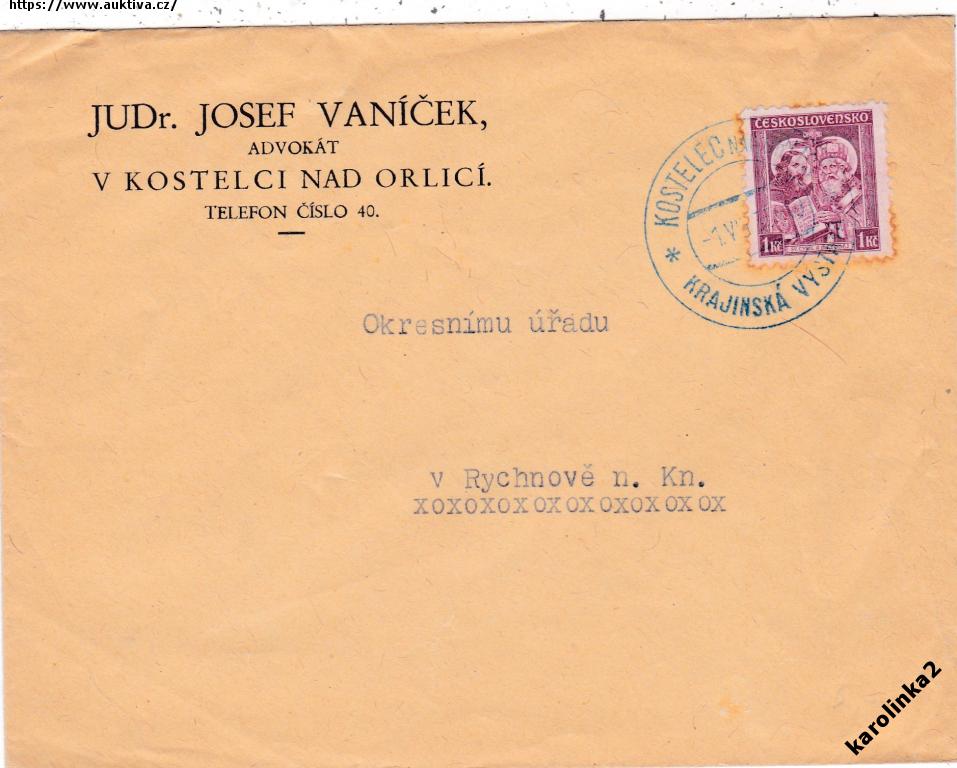 https://www.auktiva.cz/
JUDr. JOSEF VANÍČEK,
ADVOKÁT
V KOSTELCI NAD ORLICÍ.
TELEFON ČÍSLO 40.
ČESKOSLOVENSKO
1 Kč 1 Kč
KOSTELEC
* KRAJINSKÁ
Okresnímu úřadu
v Rychnově n. Kn.
xoxoxoxoxoxoxoxoxox
karolinka2